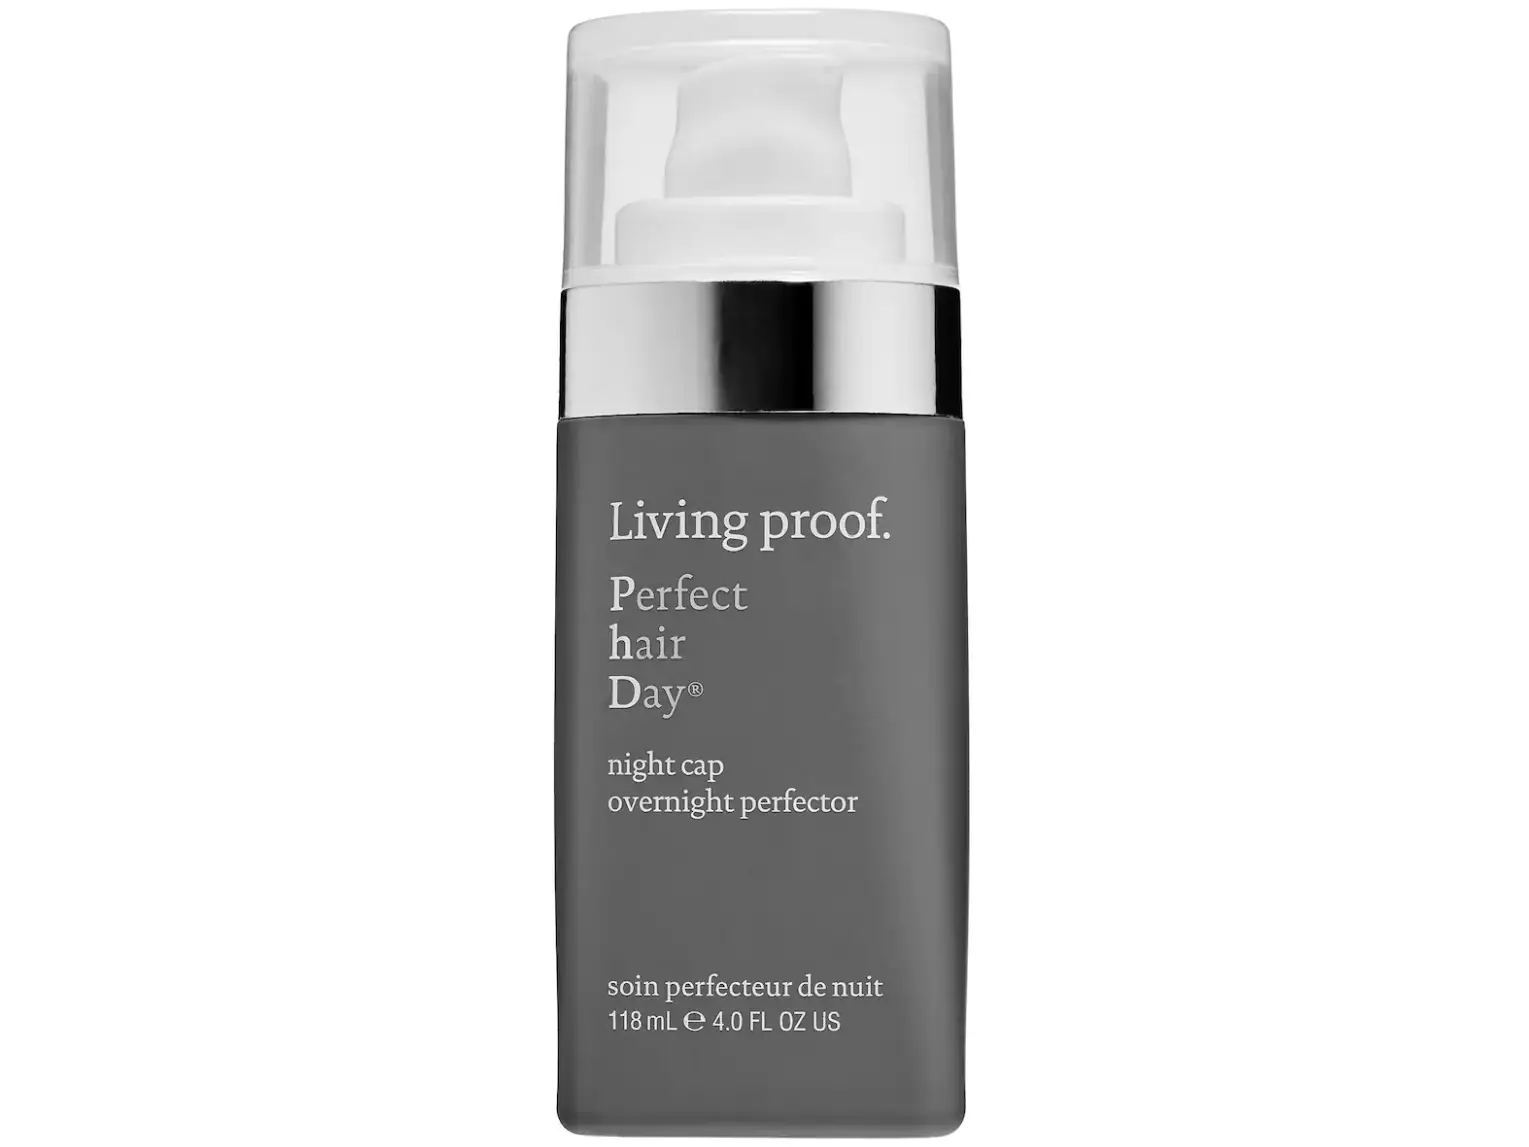 Living proof.
Perfect
hair
Day®
night cap
overnight perfector
soin perfecteur de nuit
118 mL ℮ 4.0 FL OZ US